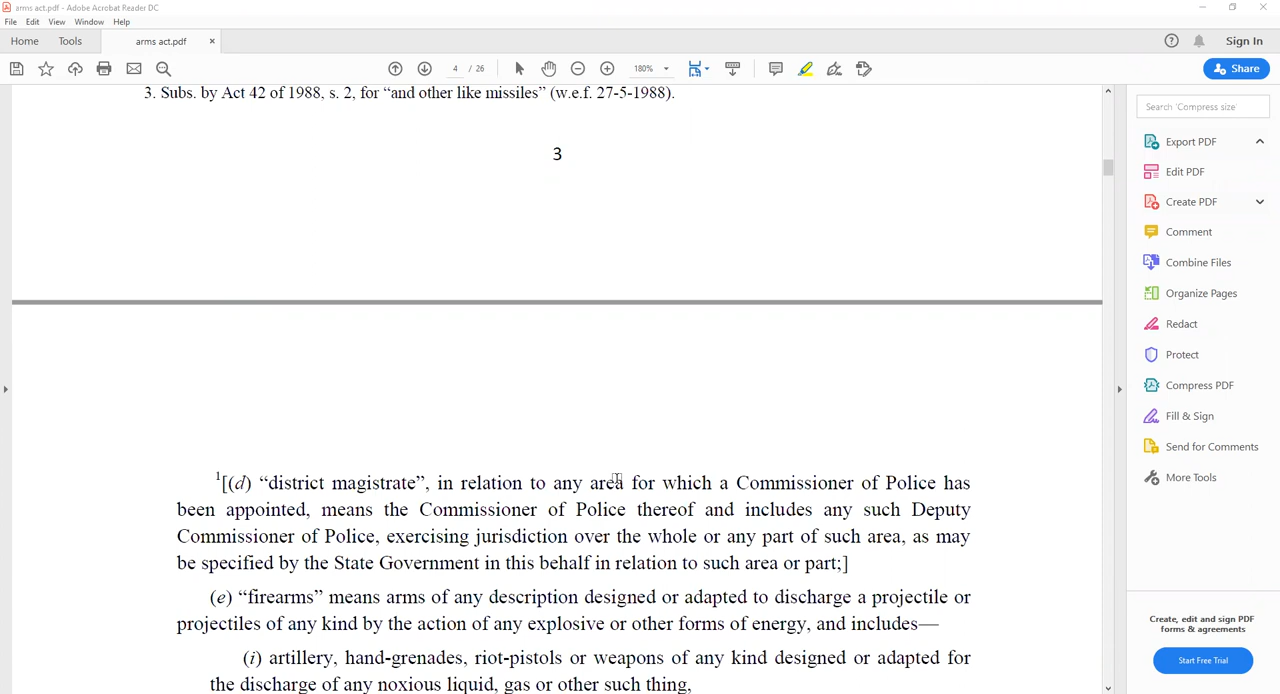 arms act.pdf - Adobe Acrobat Reader DC
File Edit View Window Help
Home Tools arms act.pdf × Sign In
4 / 26 180% Share
3. Subs. by Act 42 of 1988, s. 2, for “and other like missiles” (w.e.f. 27-5-1988).
3
1[(d) “district magistrate”, in relation to any area for which a Commissioner of Police has
been appointed, means the Commissioner of Police thereof and includes any such Deputy
Commissioner of Police, exercising jurisdiction over the whole or any part of such area, as may
be specified by the State Government in this behalf in relation to such area or part;]
(e) “firearms” means arms of any description designed or adapted to discharge a projectile or
projectiles of any kind by the action of any explosive or other forms of energy, and includes—
(i) artillery, hand-grenades, riot-pistols or weapons of any kind designed or adapted for
the discharge of any noxious liquid, gas or other such thing,
Search 'Compress size'
Export PDF
Edit PDF
Create PDF
Comment
Combine Files
Organize Pages
Redact
Protect
Compress PDF
Fill & Sign
Send for Comments
More Tools
Create, edit and sign PDF
forms & agreements
Start Free Trial